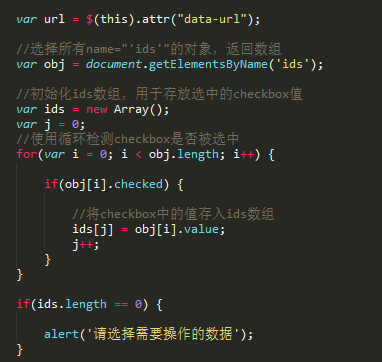 var url = $(this).attr("data-url");
//选择所有name="'ids'"的对象，返回数组
var obj = document.getElementsByName('ids');
//初始化ids数组，用于存放选中的checkbox值
var ids = new Array();
var j = 0;
//使用循环检测checkbox是否被选中
for(var i = 0; i < obj.length; i++) {
if(obj[i].checked) {
//将checkbox中的值存入ids数组
ids[j] = obj[i].value;
j++;
}
}
if(ids.length == 0) {
alert('请选择需要操作的数据');
}